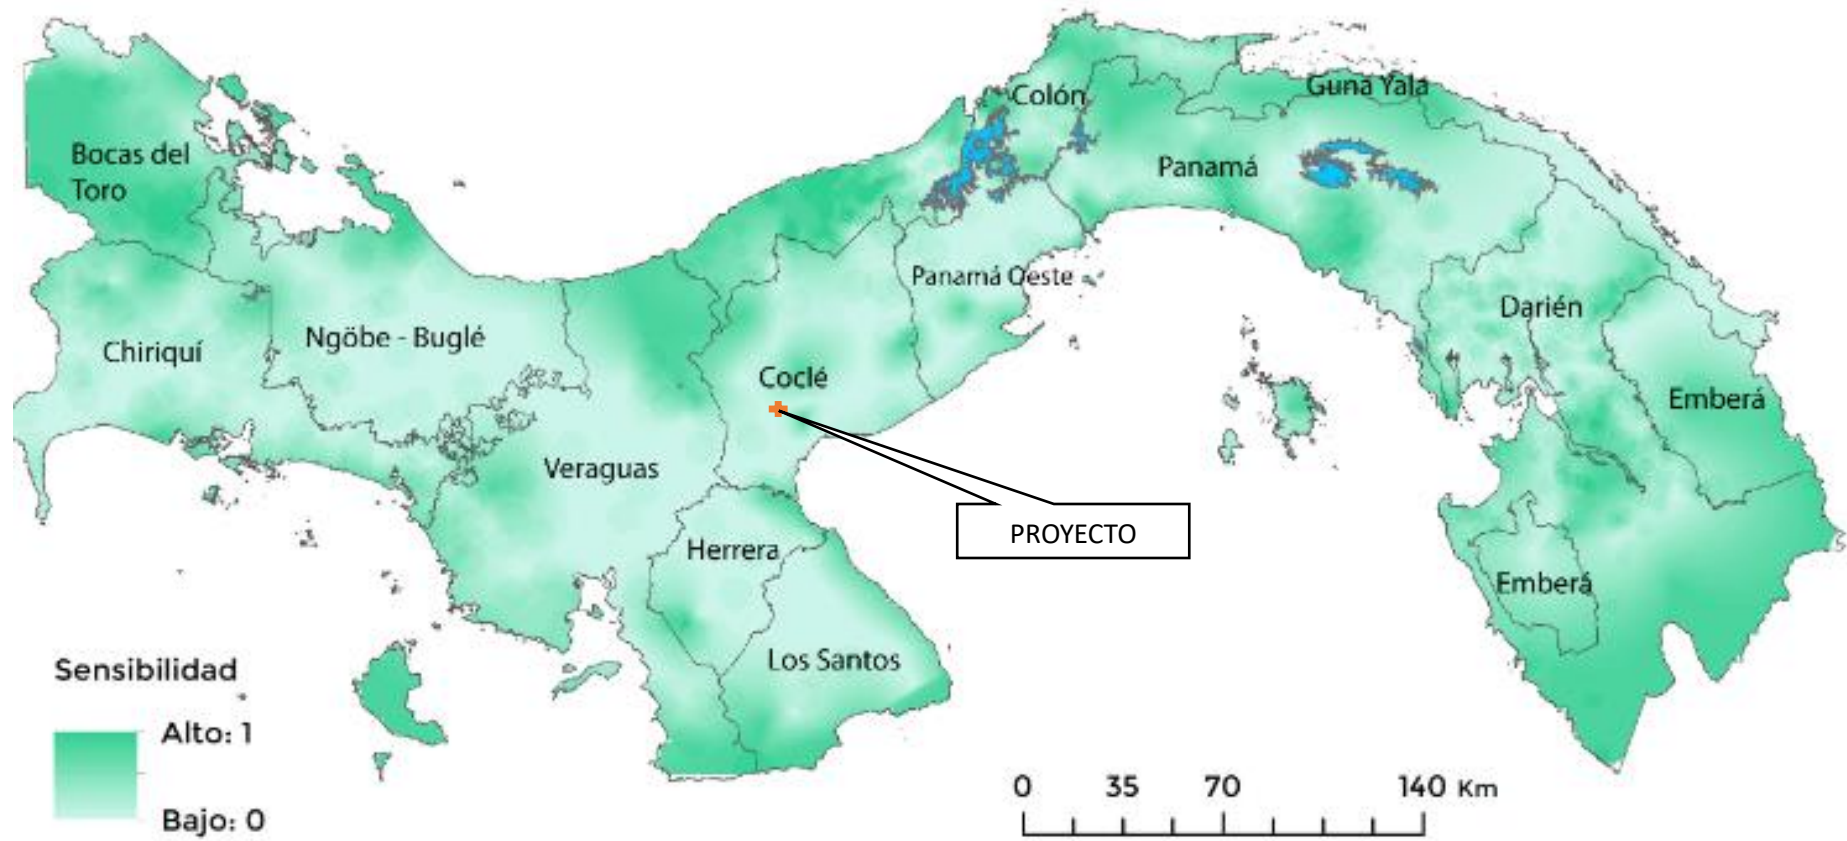 Colón
Guna Yala
Bocas del
Toro
Panamá
Panamá Oeste
Darién
Ngöbe - Buglé
Chiriquí
Coclé
Emberá
Veraguas
PROYECTO
Herrera
Emberá
Los Santos
Sensibilidad
Alto: 1
Bajo: 0
0 35 70 140 Km